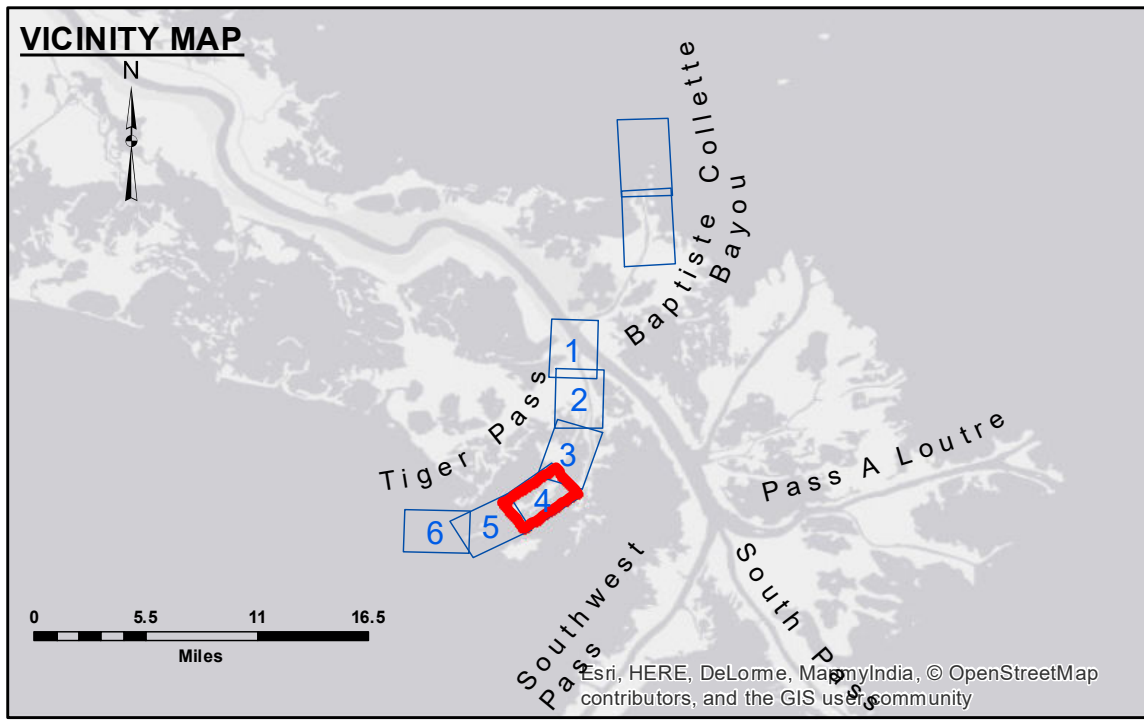 VICINITY MAP
N
Baptiste Collette
Bayou
1
2
Tiger Pass
3
4
5
6
Pass A Loutre
Southwest
Pass
South Pass
0 5.5 11 16.5
Miles
Esri, HERE, DeLorme, MapmyIndia, © OpenStreetMap
contributors, and the GIS user community